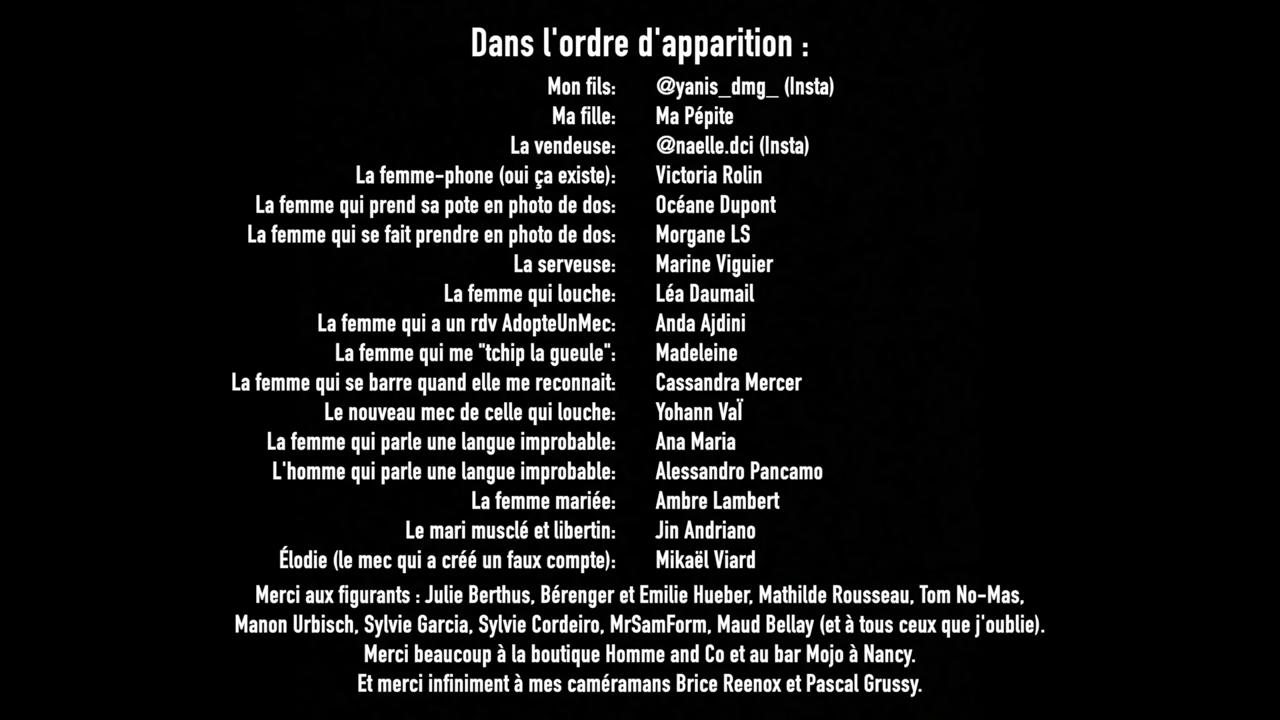 Dans l'ordre d'apparition :
Mon fils: @yanis_dmg_ (Insta)
Ma fille: Ma Pépite
La vendeuse: @naelle.dci (Insta)
La femme-phone (oui ça existe): Victoria Rolin
La femme qui prend sa pote en photo de dos: Océane Dupont
La femme qui se fait prendre en photo de dos: Morgane LS
La serveuse: Marine Viguier
La femme qui louche: Léa Daumail
La femme qui a un rdv AdopteUnMec: Anda Ajdini
La femme qui me "tchip la gueule": Madeleine
La femme qui se barre quand elle me reconnait: Cassandra Mercer
Le nouveau mec de celle qui louche: Yohann VaÏ
La femme qui parle une langue improbable: Ana Maria
L'homme qui parle une langue improbable: Alessandro Pancamo
La femme mariée: Ambre Lambert
Le mari musclé et libertin: Jin Andriano
Élodie (le mec qui a créé un faux compte): Mikaël Viard
Merci aux figurants : Julie Berthus, Bérenger et Emilie Hueber, Mathilde Rousseau, Tom No-Mas,
Manon Urbisch, Sylvie Garcia, Sylvie Cordeiro, MrSamForm, Maud Bellay (et à tous ceux que j'oublie).
Merci beaucoup à la boutique Homme and Co et au bar Mojo à Nancy.
Et merci infiniment à mes caméramans Brice Reenox et Pascal Grussy.